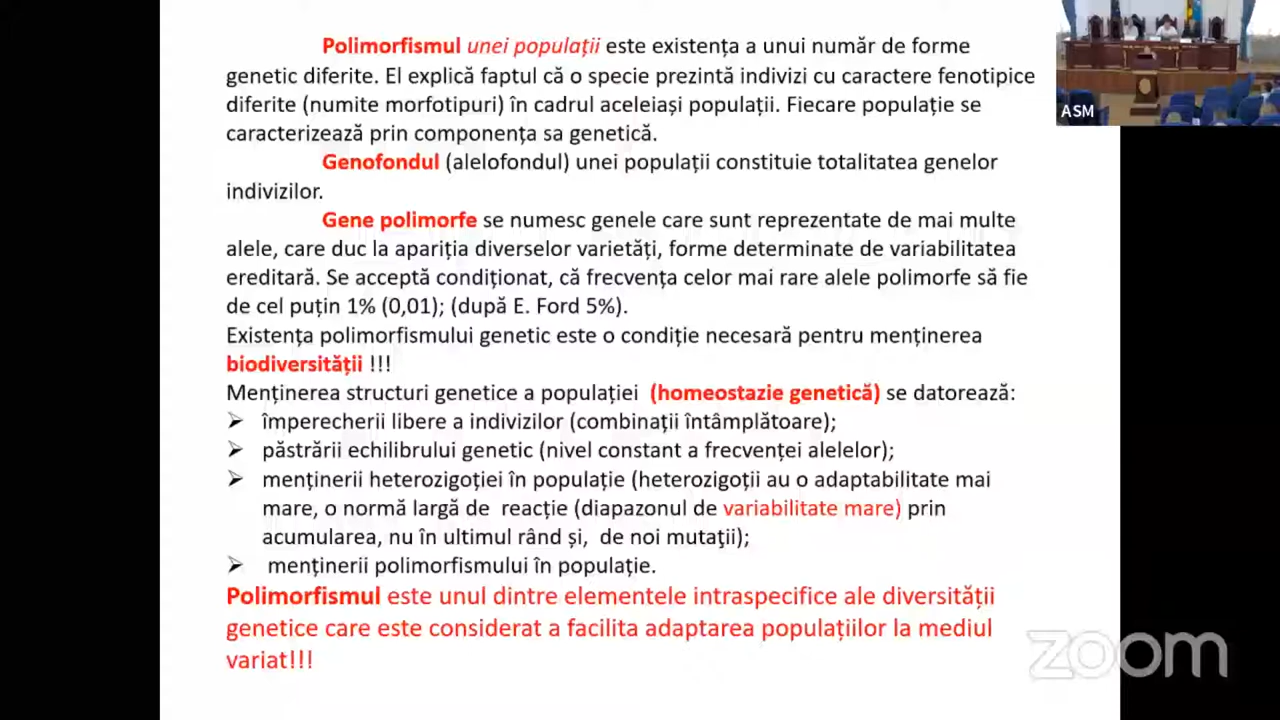 Polimorfismul unei populații este existența a unui număr de forme
genetic diferite. El explică faptul că o specie prezintă indivizi cu caractere fenotipice
diferite (numite morfotipuri) în cadrul aceleiași populații. Fiecare populație se
caracterizează prin componența sa genetică.
Genofondul (alelofondul) unei populații constituie totalitatea genelor
indivizilor.
Gene polimorfe se numesc genele care sunt reprezentate de mai multe
alele, care duc la apariția diverselor varietăți, forme determinate de variabilitatea
ereditară. Se acceptă condiționat, că frecvența celor mai rare alele polimorfe să fie
de cel puțin 1% (0,01); (după E. Ford 5%).
Existența polimorfismului genetic este o condiție necesară pentru menținerea
biodiversității !!!
Menținerea structuri genetice a populației (homeostazie genetică) se datorează:
➢ împerecherii libere a indivizilor (combinații întâmplătoare);
➢ păstrării echilibrului genetic (nivel constant a frecvenței alelelor);
➢ menținerii heterozigoției în populație (heterozigoții au o adaptabilitate mai
mare, o normă largă de reacție (diapazonul de variabilitate mare) prin
acumularea, nu în ultimul rând și, de noi mutații);
➢ menținerii polimorfismului în populație.
Polimorfismul este unul dintre elementele intraspecifice ale diversității
genetice care este considerat a facilita adaptarea populațiilor la mediul
variat!!!
ASM
zoom